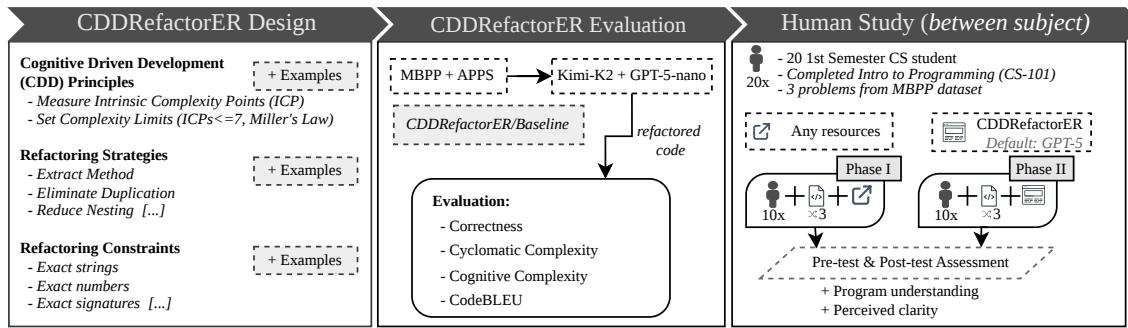 CDDRefactorER Design
Cognitive Driven Development
(CDD) Principles
+ Examples
- Measure Intrinsic Complexity Points (ICP)
- Set Complexity Limits (ICPs<=7, Miller's Law)
Refactoring Strategies
+ Examples
- Extract Method
- Eliminate Duplication
- Reduce Nesting [...]
Refactoring Constraints
+ Examples
- Exact strings
- Exact numbers
- Exact signatures [...]
CDDRefactorER Evaluation
MBPP + APPS
Kimi-K2 + GPT-5-nano
CDDRefactorER/Baseline
refactored
code
Evaluation:
- Correctness
- Cyclomatic Complexity
- Cognitive Complexity
- CodeBLEU
Human Study (between subject)
20x
- 20 1st Semester CS student
- Completed Intro to Programming (CS-101)
- 3 problems from MBPP dataset
Any resources
CDDRefactorER
Default: GPT-5
Phase I
10x
3
Phase II
10x
3
Pre-test & Post-test Assessment
+ Program understanding
+ Perceived clarity